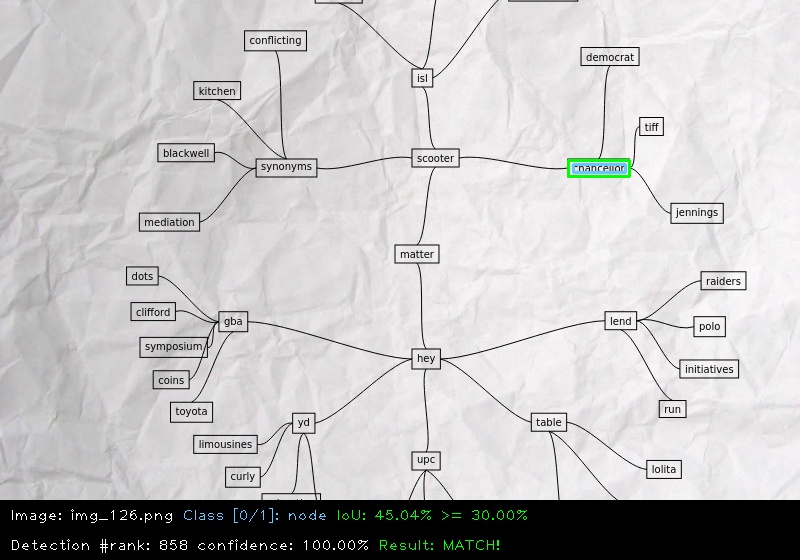 conflicting
democrat
isl
kitchen
tiff
blackwell
scooter
synonyms
chancellor
jennings
mediation
matter
dots
raiders
clifford
gba
lend
polo
symposium
hey
initiatives
coins
toyota
run
yd
table
limousines
upc
lolita
curly
Image: img_126.png Class [0/1]: node IoU: 45.04% >= 30.00%
Detection #rank: 858 confidence: 100.00% Result: MATCH!